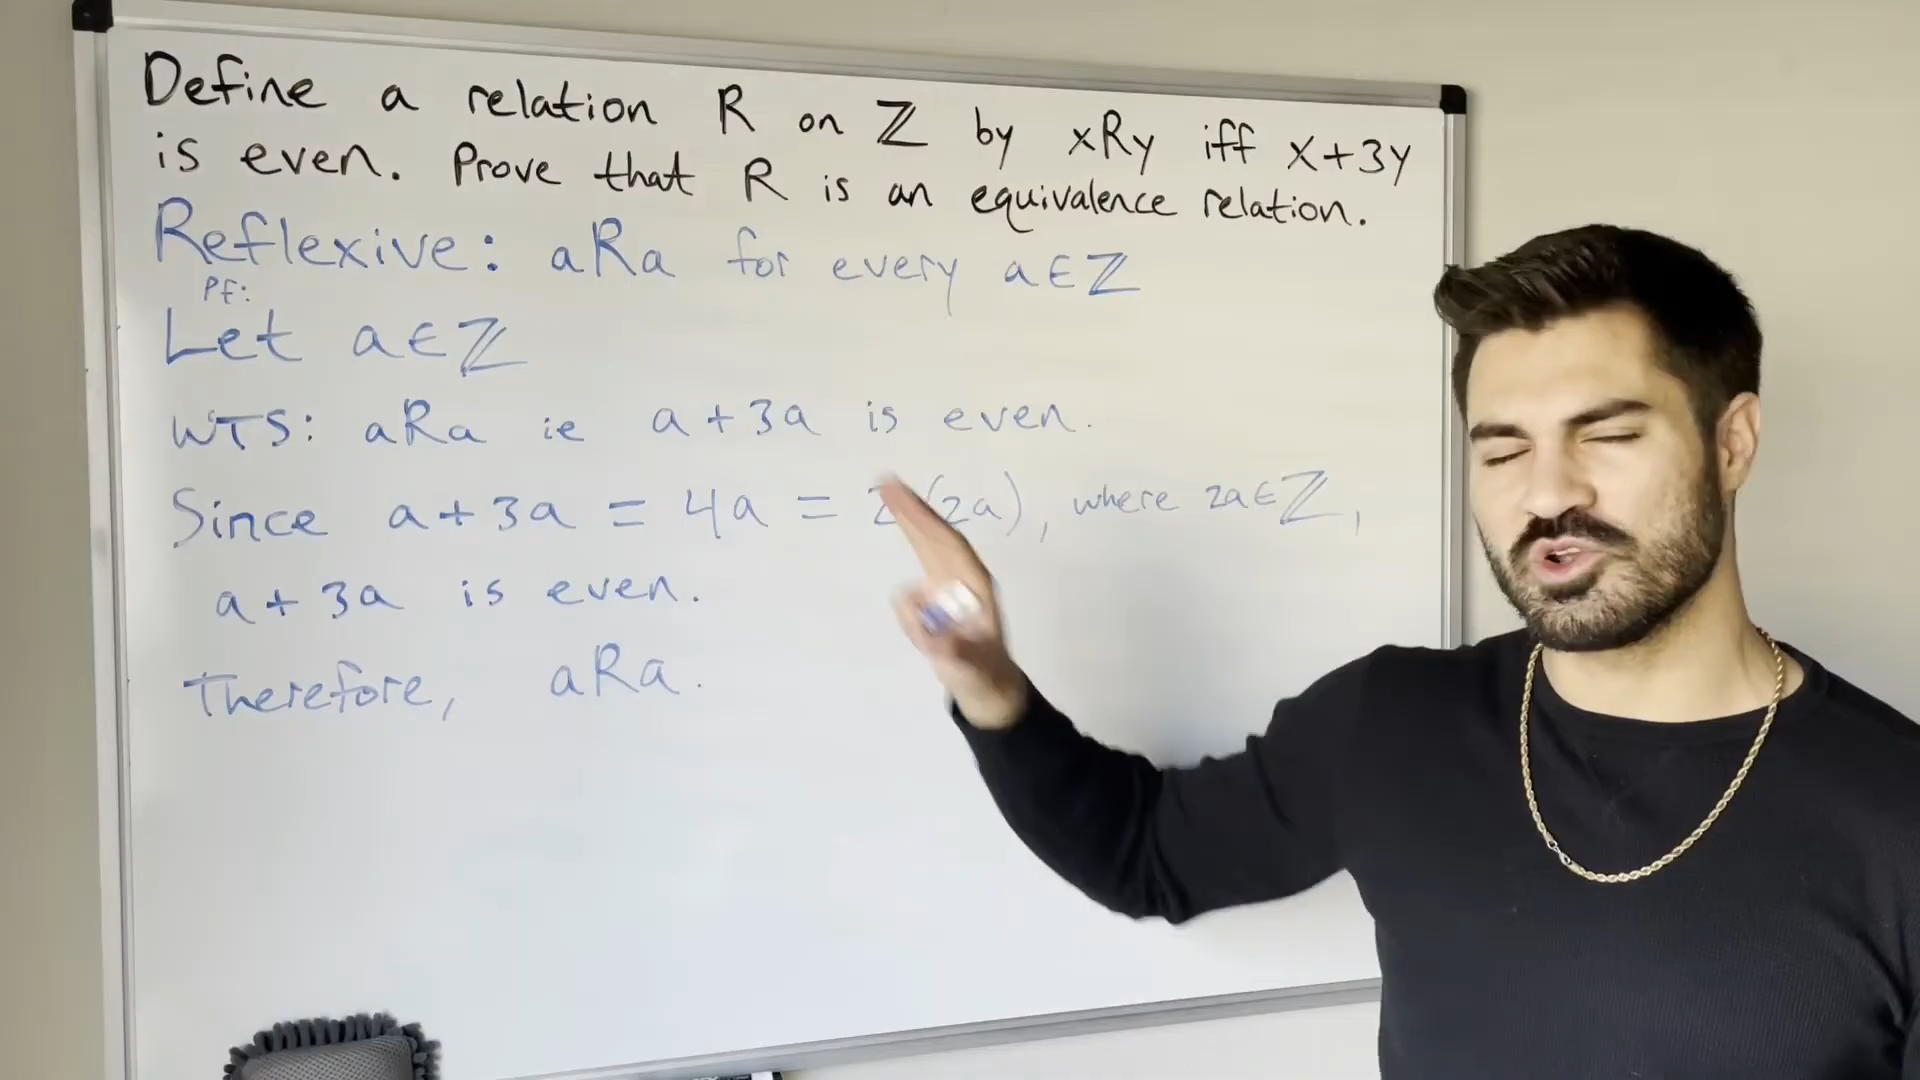 Define a relation R on ℤ by xRy iff x+3y
is even. Prove that R is an equivalence relation.
Reflexive: aRa for every a∈ℤ
Pf:
Let a∈ℤ
WTS: aRa ie a+3a is even.
Since a+3a = 4a = 2(2a), where 2a∈ℤ,
a+3a is even.
Therefore, aRa.